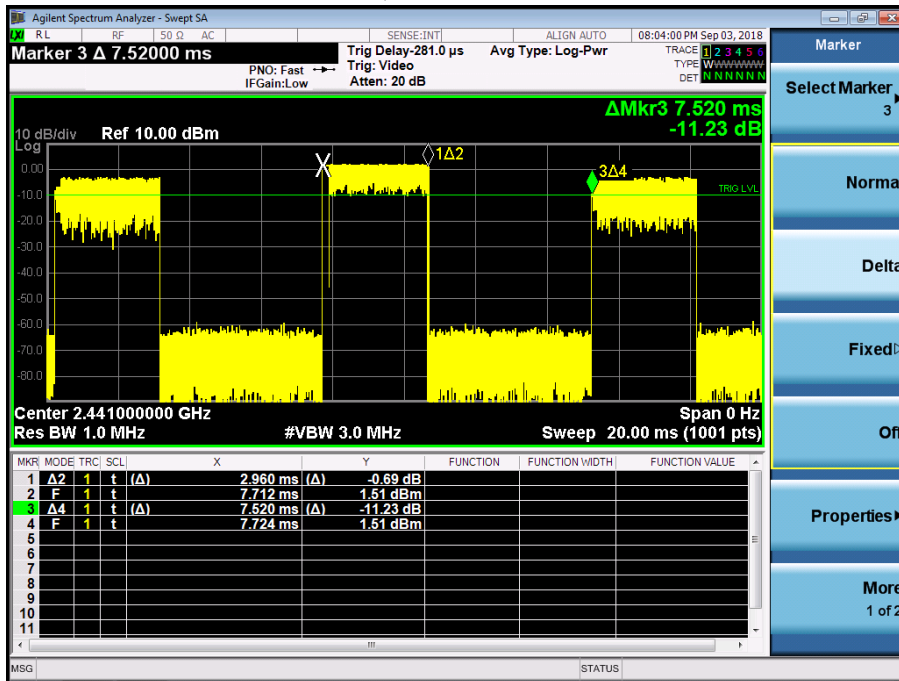 Agilent Spectrum Analyzer - Swept SA
LXI RL RF 50 Ω AC SENSE:INT ALIGN AUTO 08:04:00 PM Sep 03, 2018
Marker 3 Δ 7.52000 ms
PNO: Fast
IFGain:Low
Trig Delay-281.0 µs
Trig: Video
Atten: 20 dB
Avg Type: Log-Pwr
TRACE 1 2 3 4 5 6
TYPE WWWWWW
DET N N N N N N
ΔMkr3 7.520 ms
-11.23 dB
10 dB/div Ref 10.00 dBm
Log
0.00
-10.0
-20.0
-30.0
-40.0
-50.0
-60.0
-70.0
-80.0
X
1Δ2
3Δ4
TRIG LVL
Center 2.441000000 GHz Span 0 Hz
Res BW 1.0 MHz #VBW 3.0 MHz Sweep 20.00 ms (1001 pts)
MKR MODE TRC SCL X Y FUNCTION FUNCTION WIDTH FUNCTION VALUE
1 Δ2 1 t (Δ) 2.960 ms (Δ) -0.69 dB
2 F 1 t 7.712 ms 1.51 dBm
3 Δ4 1 t (Δ) 7.520 ms (Δ) -11.23 dB
4 F 1 t 7.724 ms 1.51 dBm
5
6
7
8
9
10
11
MSG STATUS
Marker
Select Marker
3
Norma
Delta
Fixed
Of
Properties
More
1 of 2